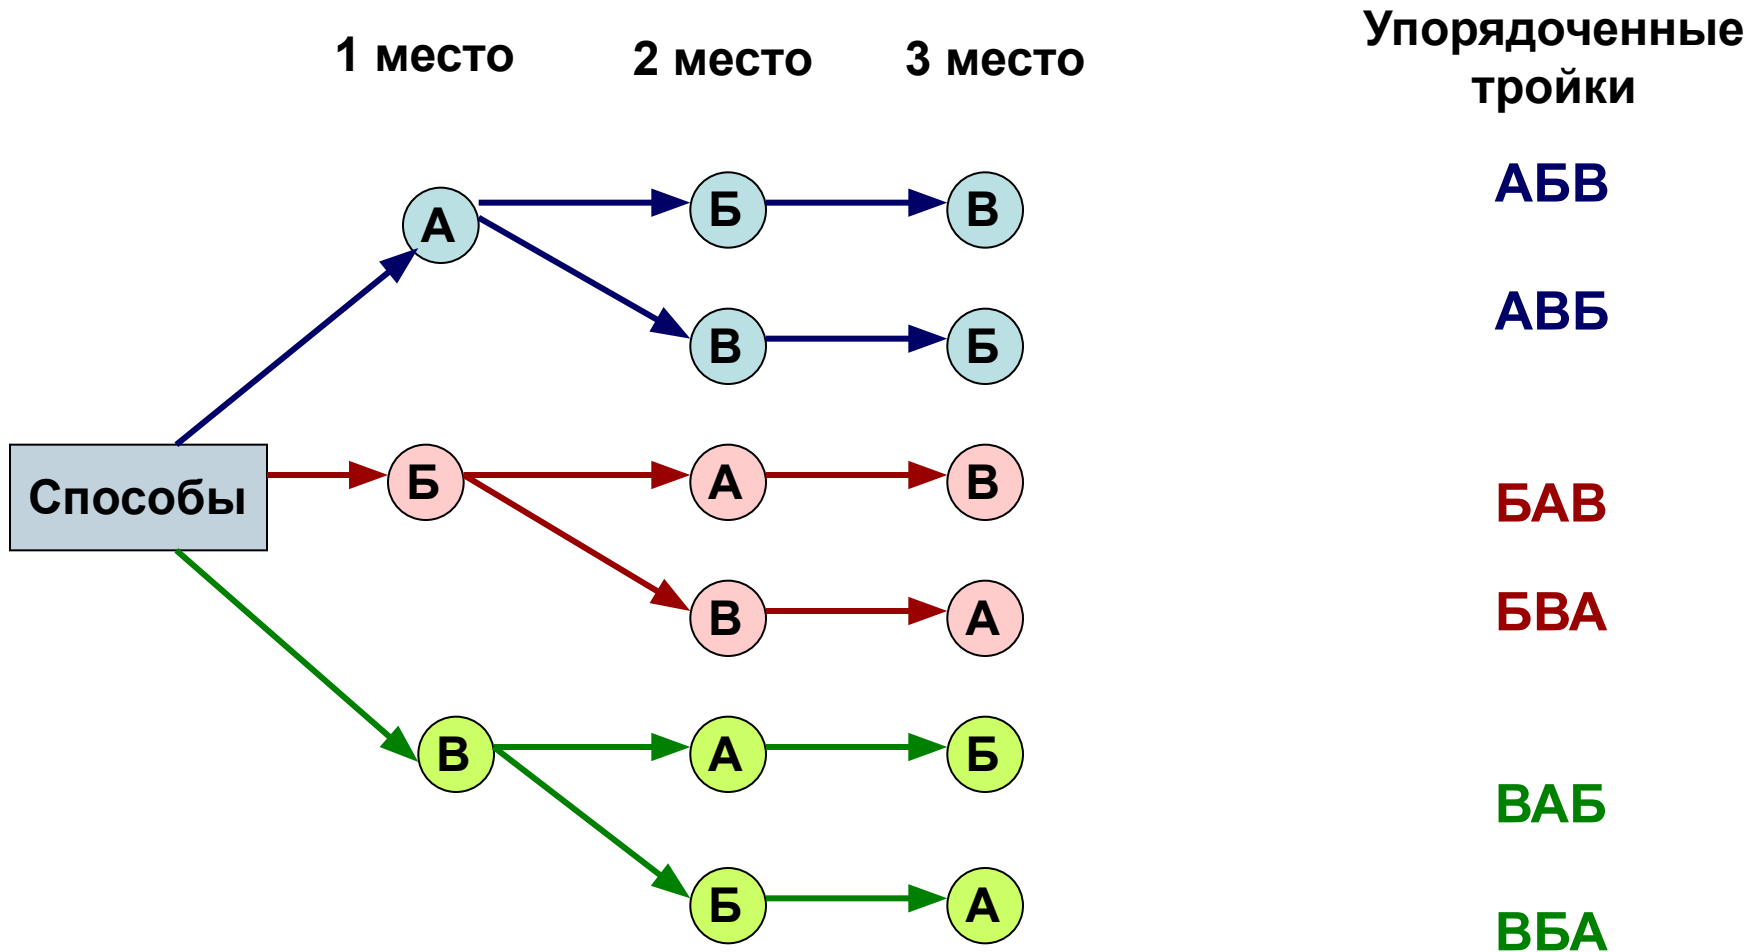 1 место
2 место
3 место
Упорядоченные
тройки
А
Б
В
АБВ
В
Б
АВБ
Способы
Б
А
В
БАВ
В
А
БВА
В
А
Б
ВАБ
Б
А
ВБА